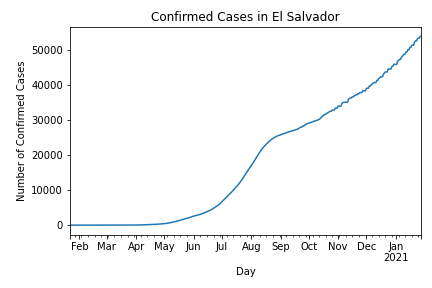 Confirmed Cases in El Salvador
Number of Confirmed Cases
50000
40000
30000
20000
10000
0
Feb Mar Apr May Jun Jul Aug Sep Oct Nov Dec Jan
2021
Day